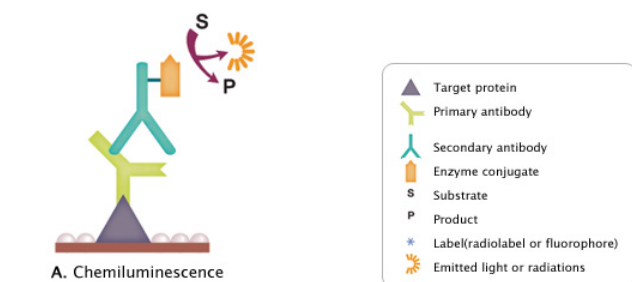 S
P
A. Chemiluminescence
Target protein
Primary antibody
Secondary antibody
Enzyme conjugate
S Substrate
P Product
* Label(radiolabel or fluorophore)
Emitted light or radiations